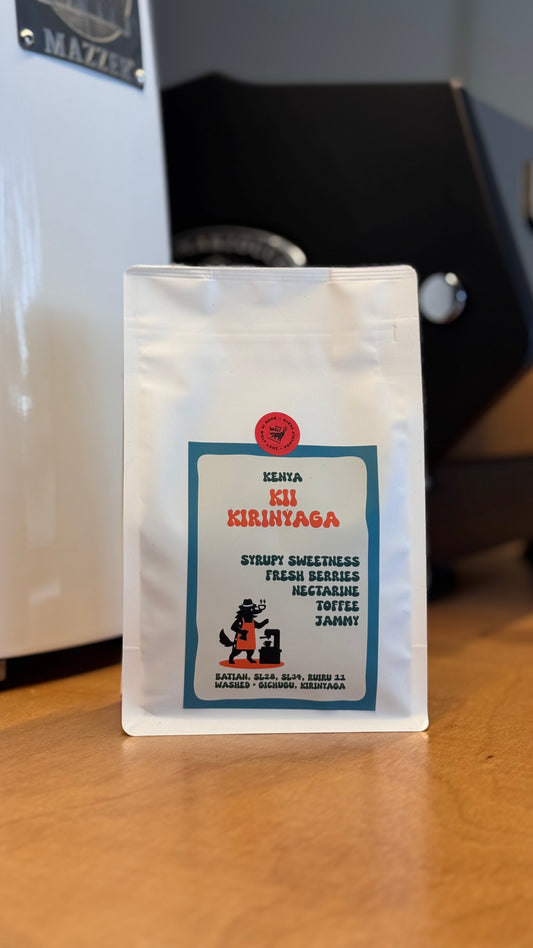 MAZZER
KENYA
KII
KIRINYAGA
SYRUPY SWEETNESS
FRESH BERRIES
NECTARINE
TOFFEE
JAMMY
BATIAN, SL28, SL34, RUIRU 11
WASHED • GICHUGU, KIRINYAGA